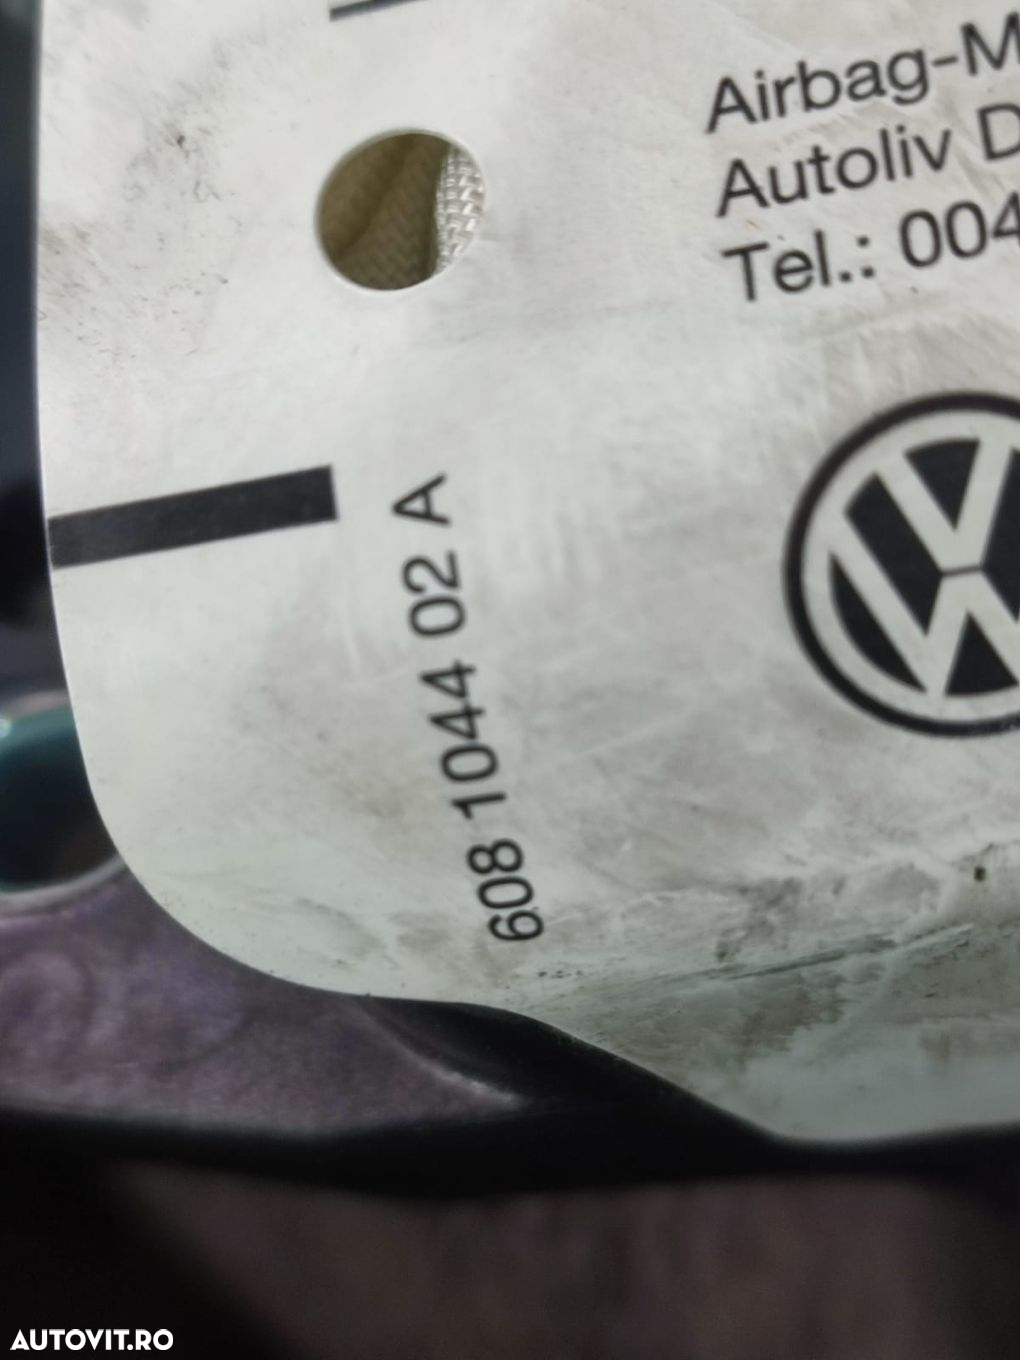 Airbag-M
Autoliv D
Tel.: 004
608 1044 02 A
AUTOVIT.RO